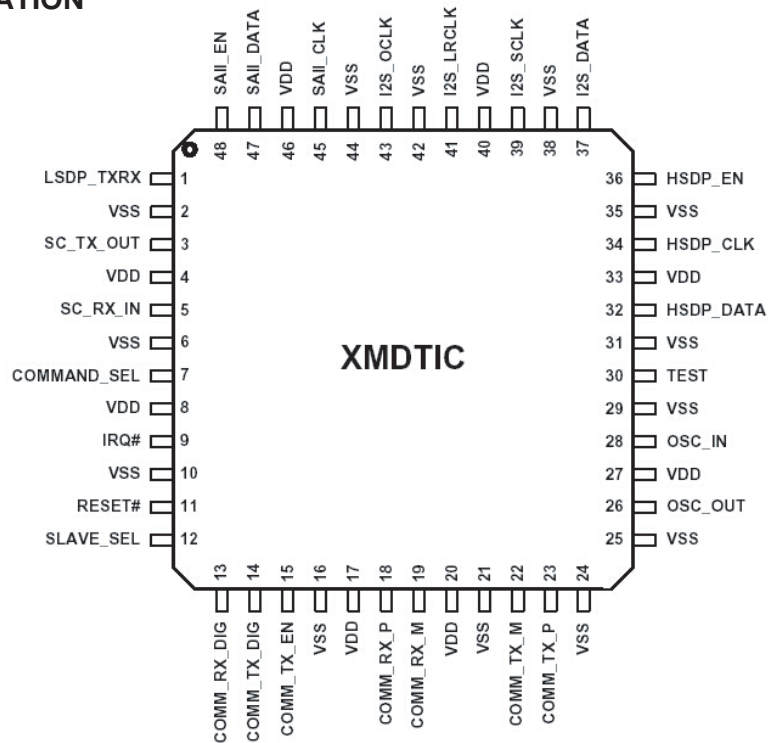 ATION
SAII_EN
SAII_DATA
VDD
SAII_CLK
VSS
I2S_OCLK
VSS
I2S_LRCLK
VDD
I2S_SCLK
VSS
I2S_DATA
48
47
46
45
44
43
42
41
40
39
38
37
LSDP_TXRX 1
VSS 2
SC_TX_OUT 3
VDD 4
SC_RX_IN 5
VSS 6
COMMAND_SEL 7
VDD 8
IRQ# 9
VSS 10
RESET# 11
SLAVE_SEL 12
XMDTIC
36 HSDP_EN
35 VSS
34 HSDP_CLK
33 VDD
32 HSDP_DATA
31 VSS
30 TEST
29 VSS
28 OSC_IN
27 VDD
26 OSC_OUT
25 VSS
13
14
15
16
17
18
19
20
21
22
23
24
COMM_RX_DIG
COMM_TX_DIG
COMM_TX_EN
VSS
VDD
COMM_RX_P
COMM_RX_M
VDD
VSS
COMM_TX_M
COMM_TX_P
VSS